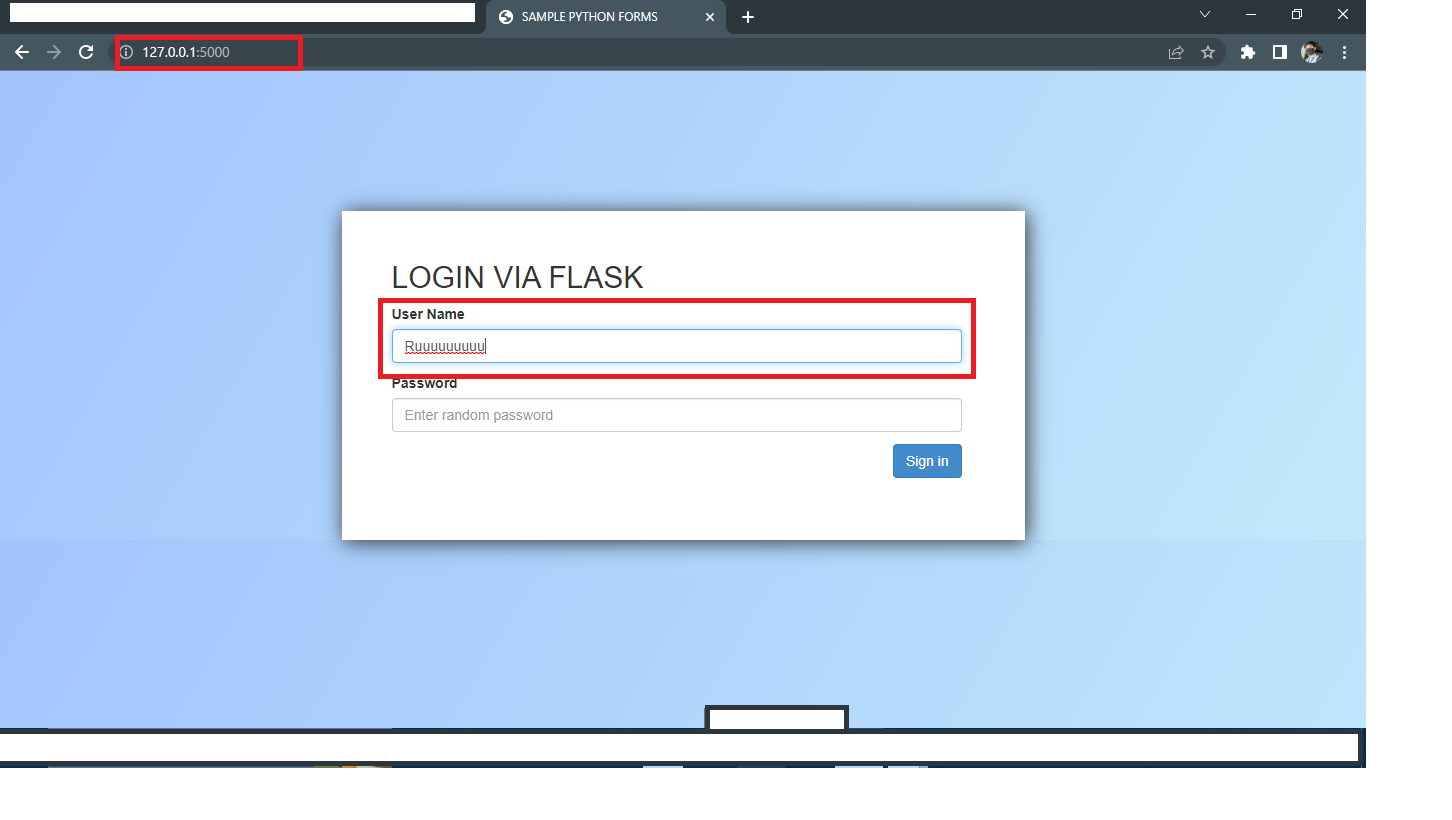 SAMPLE PYTHON FORMS
127.0.0.1:5000
LOGIN VIA FLASK
User Name
Ruuuuuuuuu
Password
Enter random password
Sign in